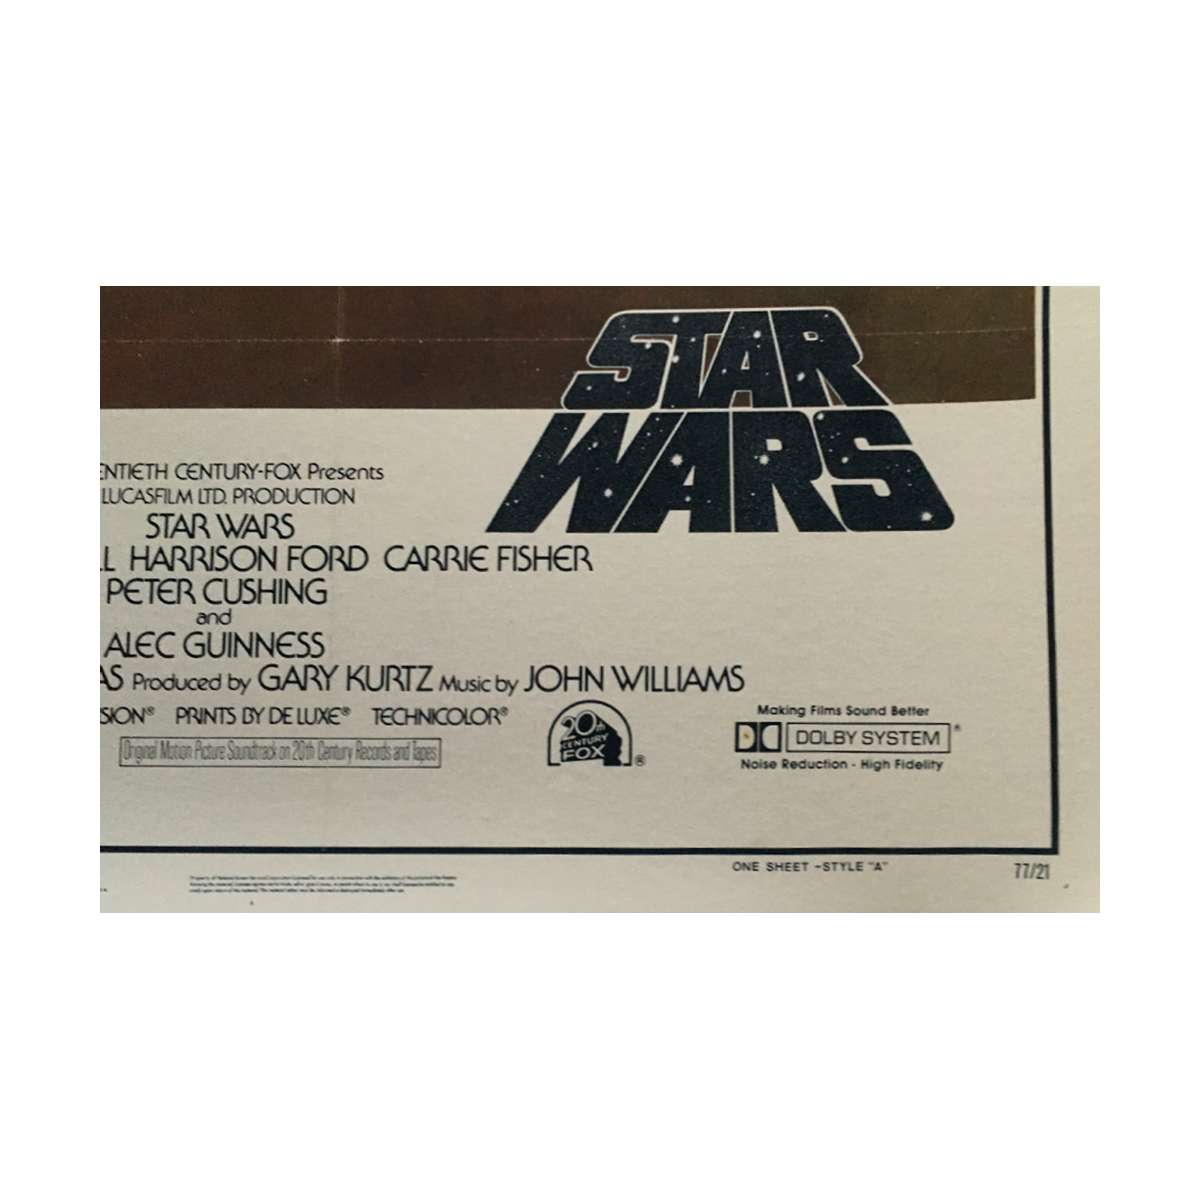 STAR
WARS
ENTIETH CENTURY-FOX Presents
LUCASFILM LTD. PRODUCTION
STAR WARS
LL HARRISON FORD CARRIE FISHER
PETER CUSHING
and
ALEC GUINNESS
AS Produced by GARY KURTZ Music by JOHN WILLIAMS
SION® PRINTS BY DE LUXE® TECHNICOLOR®
Making Films Sound Better
DOLBY SYSTEM®
Noise Reduction - High Fidelity
Original Motion Picture Soundtrack on 20th Century Records and Tapes
20th
CENTURY
FOX ®
ONE SHEET - STYLE "A"
77/21